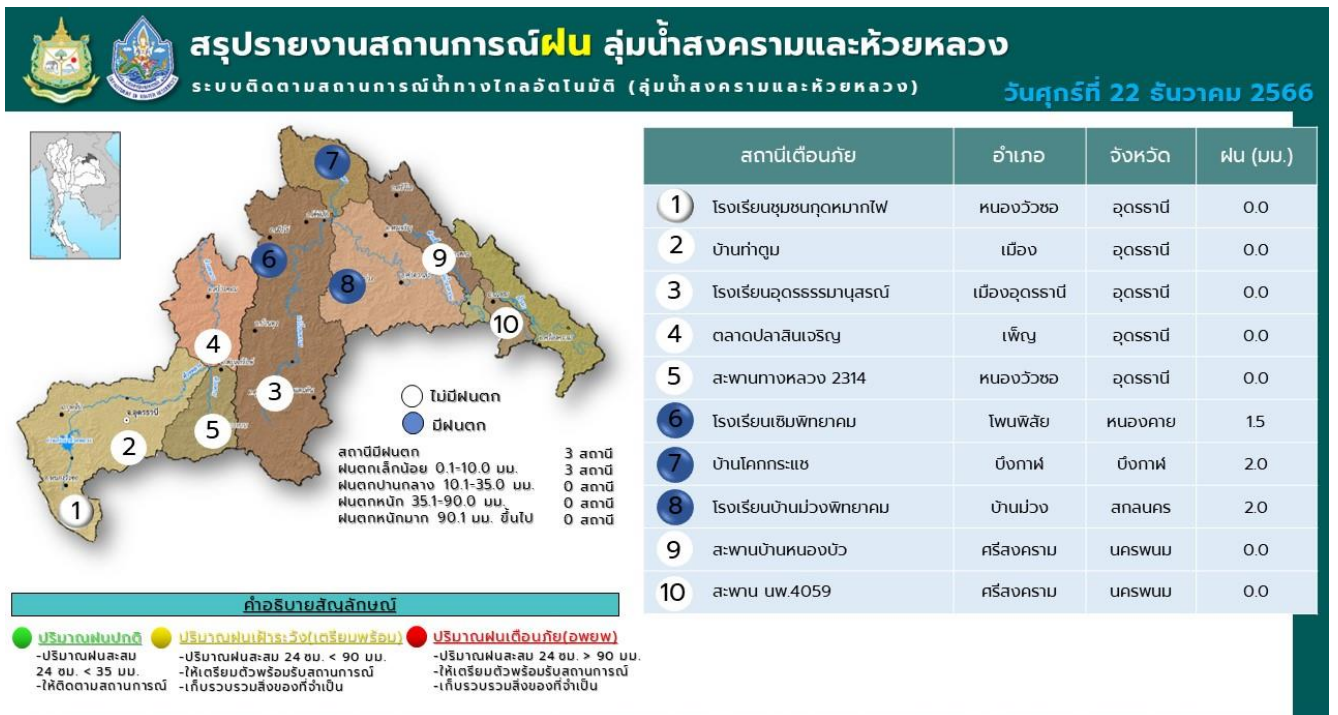 สรุปรายงานสถานการณ์ฝน ลุ่มน้ำสงครามและห้วยหลวง
ระบบติดตามสถานการณ์น้ำทางไกลอัตโนมัติ (ลุ่มน้ำสงครามและห้วยหลวง)
วันศุกร์ที่ 22 ธันวาคม 2566
7
6
8
9
10
4
3
5
2
1
จ.อุดรธานี
ไม่มีฝนตก
มีฝนตก
สถานีมีฝนตก 3 สถานี
ฝนตกเล็กน้อย 0.1-10.0 มม. 3 สถานี
ฝนตกปานกลาง 10.1-35.0 มม. 0 สถานี
ฝนตกหนัก 35.1-90.0 มม. 0 สถานี
ฝนตกหนักมาก 90.1 มม. ขึ้นไป 0 สถานี
สถานีเตือนภัย อำเภอ จังหวัด ฝน (มม.)
1 โรงเรียนชุมชนกุดหมากไฟ หนองวัวซอ อุดรธานี 0.0
2 บ้านท่าตูม เมือง อุดรธานี 0.0
3 โรงเรียนอุดรธรรมานุสรณ์ เมืองอุดรธานี อุดรธานี 0.0
4 ตลาดปลาสินเจริญ เพ็ญ อุดรธานี 0.0
5 สะพานทางหลวง 2314 หนองวัวซอ อุดรธานี 0.0
6 โรงเรียนเซิมพิทยาคม โพนพิสัย หนองคาย 1.5
7 บ้านโคกกระแซ บึงกาฬ บึงกาฬ 2.0
8 โรงเรียนบ้านม่วงพิทยาคม บ้านม่วง สกลนคร 2.0
9 สะพานบ้านหนองบัว ศรีสงคราม นครพนม 0.0
10 สะพาน นพ.4059 ศรีสงคราม นครพนม 0.0
คำอธิบายสัญลักษณ์
ปริมาณฝนปกติ
-ปริมาณฝนสะสม
24 ชม. < 35 มม.
-ให้ติดตามสถานการณ์
ปริมาณฝนเฝ้าระวัง(เตรียมพร้อม)
-ปริมาณฝนสะสม 24 ชม. < 90 มม.
-ให้เตรียมตัวพร้อมรับสถานการณ์
-เก็บรวบรวมสิ่งของที่จำเป็น
ปริมาณฝนเตือนภัย(อพยพ)
-ปริมาณฝนสะสม 24 ชม. > 90 มม.
-ให้เตรียมตัวพร้อมรับสถานการณ์
-เก็บรวบรวมสิ่งของที่จำเป็น